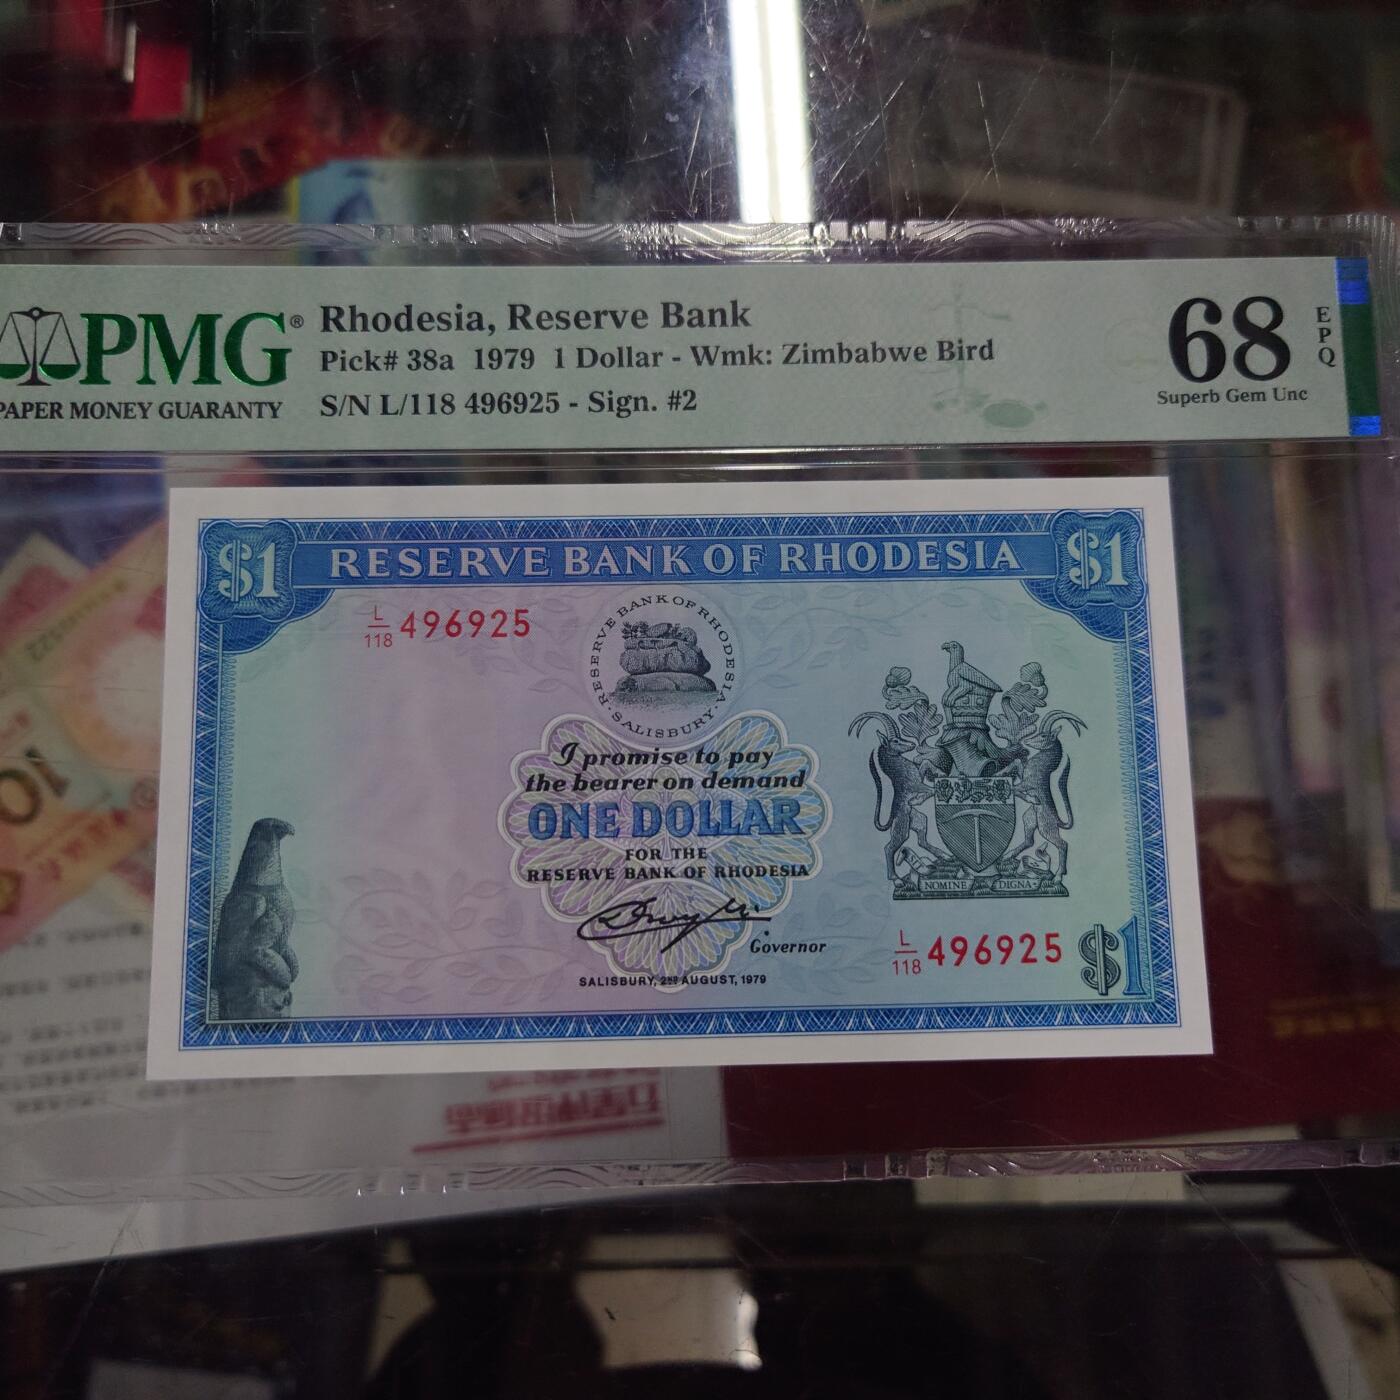 PMG®
PAPER MONEY GUARANTY
Rhodesia, Reserve Bank
Pick# 38a 1979 1 Dollar - Wmk: Zimbabwe Bird
S/N L/118 496925 - Sign. #2
68
EPQ
Superb Gem Unc
$1
RESERVE BANK OF RHODESIA
$1
L/118 496925
RESERVE BANK OF RHODESIA
· SALISBURY ·
I promise to pay
the bearer on demand
ONE DOLLAR
FOR THE
RESERVE BANK OF RHODESIA
Governor
SALISBURY, 2ND AUGUST, 1979
NOMINE DIGNA
L/118 496925
$1